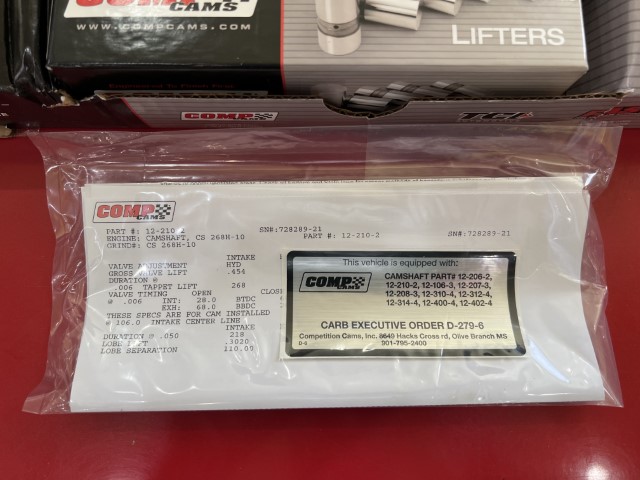 COMP
CAMS
WWW.COMPCAMS.COM
LIFTERS
COMP CAMS
TCI
COMP
CAMS
PART #: 12-210-2 SN#:728289-21
PART #: 12-210-2 SN#:728289-21
ENGINE: CAMSHAFT, CS 268H-10
GRIND#: CS 268H-10
INTAKE
VALVE ADJUSTMENT HYD
GROSS VALVE LIFT .454
DURATION @
.006 TAPPET LIFT 268
VALVE TIMING OPEN CLOS
@ .006 INT: 28.0 BTDC
EXH: 68.0 BBDC
THESE SPECS ARE FOR CAM INSTALLED
@ 106.0 INTAKE CENTER LINE
INTAKE
DURATION @ .050 218
LOBE LIFT .3020
LOBE SEPARATION 110.00
This vehicle is equipped with:
COMP
CAMS
CAMSHAFT PART# 12-206-2,
12-210-2, 12-106-3, 12-207-3,
12-208-3, 12-310-4, 12-312-4,
12-314-4, 12-400-4, 12-402-4
CARB EXECUTIVE ORDER D-279-6
Competition Cams, Inc. 8649 Hacks Cross rd, Olive Branch MS
D-6 901-795-2400